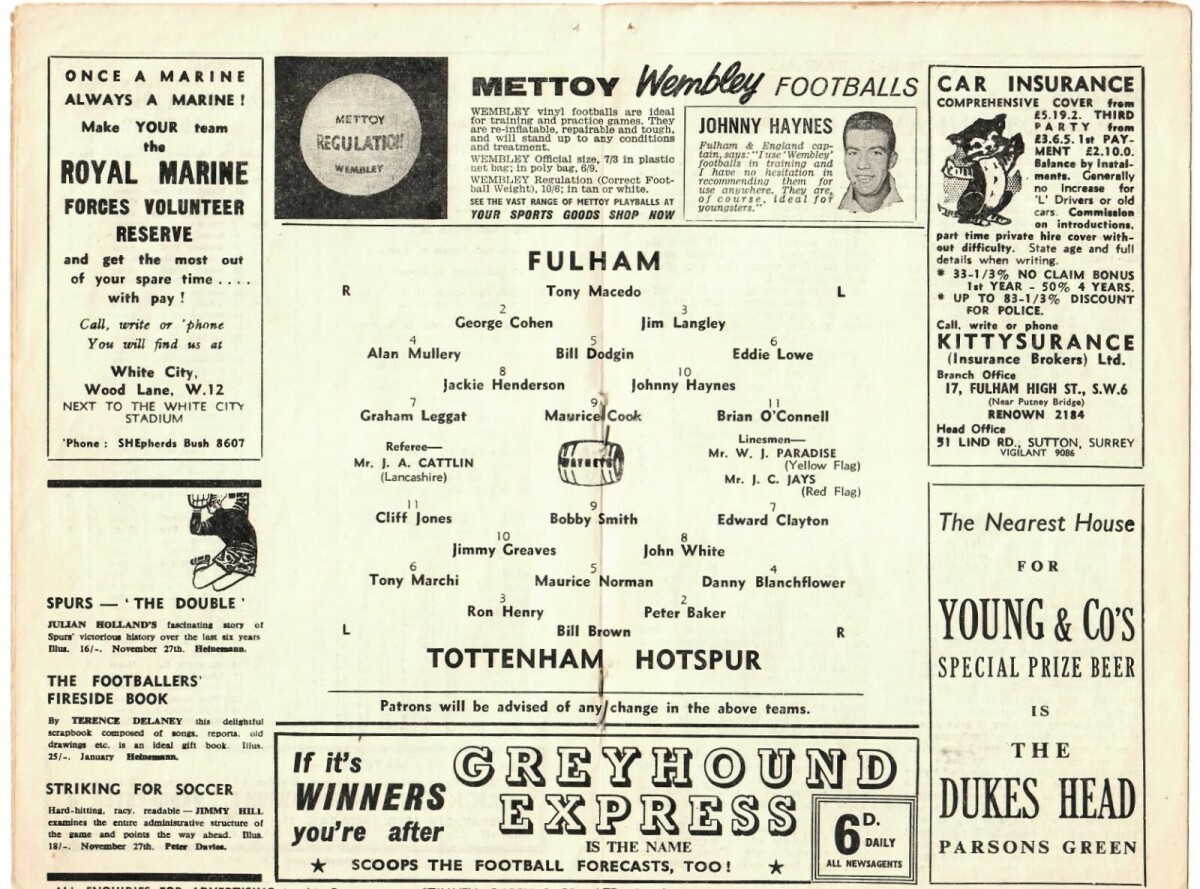 ONCE A MARINE
ALWAYS A MARINE!
Make YOUR team
the
ROYAL MARINE
FORCES VOLUNTEER
RESERVE
and get the most out
of your spare time ....
with pay !
Call, write or 'phone
You will find us at
White City,
Wood Lane, W.12
NEXT TO THE WHITE CITY
STADIUM
'Phone : SHEpherds Bush 8607
SPURS — ' THE DOUBLE '
JULIAN HOLLAND'S fascinating story of
Spurs' victorious history over the last six years
Illus. 16/-. November 27th. Heinemann.
THE FOOTBALLERS'
FIRESIDE BOOK
By TERENCE DELANEY this delightful
scrapbook composed of songs, reports, old
drawings etc. is an ideal gift book. Illus.
25/-. January Heinemann.
STRIKING FOR SOCCER
Hard-hitting, racy, readable — JIMMY HILL
examines the entire administrative structure of
the game and points the way ahead. Illus.
18/-. November 27th. Peter Davies.
METTOY
REGULATION
WEMBLEY
METTOY Wembley FOOTBALLS
WEMBLEY vinyl footballs are ideal
for training and practice games. They
are re-inflatable, repairable and tough,
and will stand up to any conditions
and treatment.
WEMBLEY Official size, 7/3 in plastic
net bag; in poly bag, 6/9.
WEMBLEY Regulation (Correct Foot-
ball Weight), 10/6; in tan or white.
SEE THE VAST RANGE OF METTOY PLAYBALLS AT
YOUR SPORTS GOODS SHOP NOW
JOHNNY HAYNES
Fulham & England cap-
tain, says: "I use 'Wembley'
footballs in training and
I have no hesitation in
recommending them for
use anywhere. They are,
of course, ideal for
youngsters."
FULHAM
R Tony Macedo L
2 3
George Cohen Jim Langley
4 5 6
Alan Mullery Bill Dodgin Eddie Lowe
8 10
Jackie Henderson Johnny Haynes
7 9 11
Graham Leggat Maurice Cook Brian O'Connell
Referee—
Mr. J. A. CATTLIN
(Lancashire)
WATNEYS
Linesmen—
Mr. W. J. PARADISE
(Yellow Flag)
Mr. J. C. JAYS
(Red Flag)
11 9 7
Cliff Jones Bobby Smith Edward Clayton
10 8
Jimmy Greaves John White
6 5 4
Tony Marchi Maurice Norman Danny Blanchflower
3 2
Ron Henry Peter Baker
L Bill Brown R
TOTTENHAM HOTSPUR
Patrons will be advised of any change in the above teams.
If it's
WINNERS
you're after
GREYHOUND
EXPRESS
IS THE NAME
★ SCOOPS THE FOOTBALL FORECASTS, TOO ! ★
6D.
DAILY
ALL NEWSAGENTS
CAR INSURANCE
COMPREHENSIVE COVER from
£5.19.2. THIRD
PARTY from
£3.6.5. 1st PAY-
MENT £2.10.0.
Balance by Instal-
ments. Generally
no Increase for
'L' Drivers or old
cars. Commission
on introductions.
part time private hire cover with-
out difficulty. State age and full
details when writing.
* 33-1/3% NO CLAIM BONUS
1st YEAR - 50% 4 YEARS.
* UP TO 83-1/3% DISCOUNT
FOR POLICE.
Call, write or phone
KITTYSURANCE
(Insurance Brokers) Ltd.
Branch Office
17, FULHAM HIGH ST., S.W.6
(Near Putney Bridge)
RENOWN 2184
Head Office
51 LIND RD., SUTTON, SURREY
VIGILANT 9086
The Nearest House
FOR
YOUNG & Co'S
SPECIAL PRIZE BEER
IS
THE
DUKES HEAD
PARSONS GREEN
ALL ENQUIRIES FOR ADVERTISING